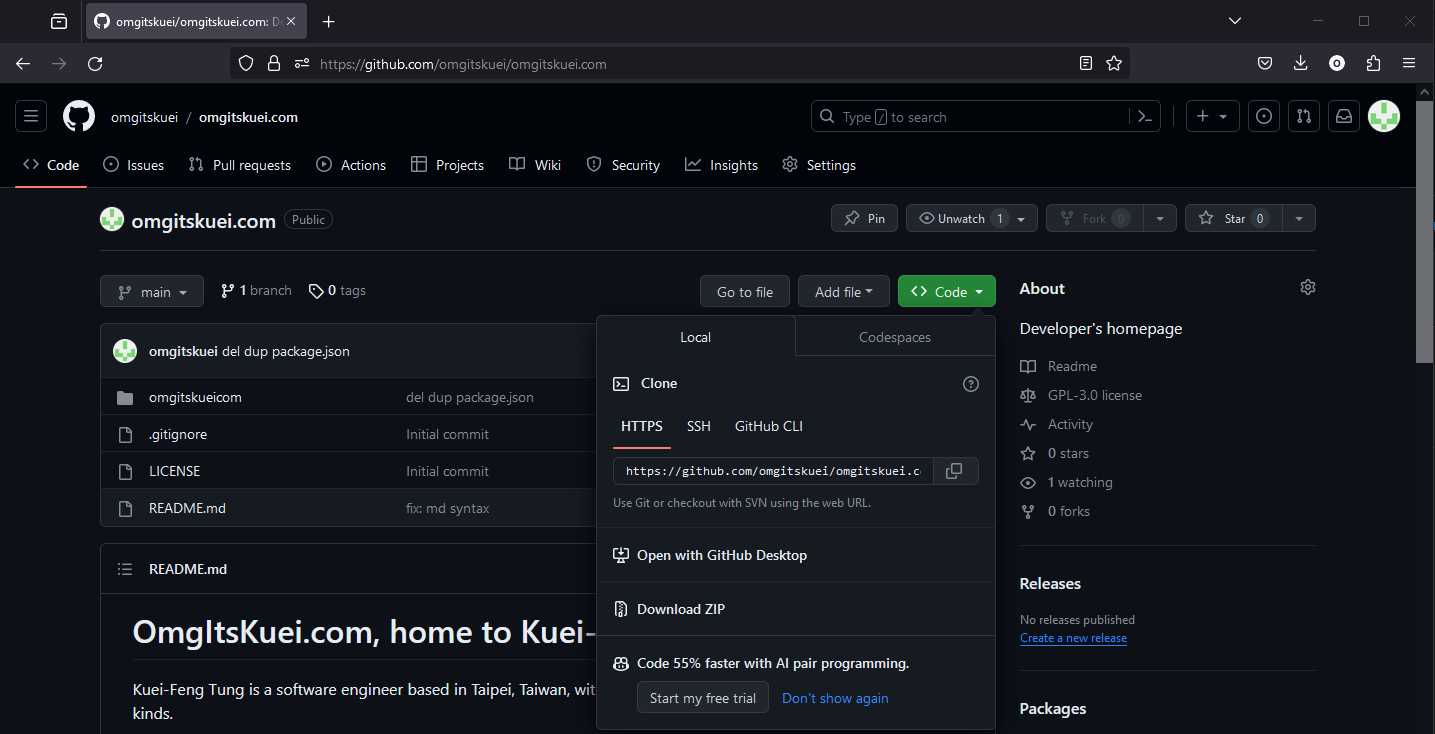 omgitskuei/omgitskuei.com: De
https://github.com/omgitskuei/omgitskuei.com
omgitskuei / omgitskuei.com
Type / to search
Code Issues Pull requests Actions Projects Wiki Security Insights Settings
omgitskuei.com Public
Pin Unwatch 1 Fork 0 Star 0
main 1 branch 0 tags Go to file Add file Code
omgitskuei del dup package.json
omgitskueicom del dup package.json
.gitignore Initial commit
LICENSE Initial commit
README.md fix: md syntax
README.md
OmgItsKuei.com, home to Kuei-
Kuei-Feng Tung is a software engineer based in Taipei, Taiwan, wit
kinds.
Local Codespaces
Clone
HTTPS SSH GitHub CLI
https://github.com/omgitskuei/omgitskuei.c
Use Git or checkout with SVN using the web URL.
Open with GitHub Desktop
Download ZIP
Code 55% faster with AI pair programming.
Start my free trial Don't show again
About
Developer's homepage
Readme
GPL-3.0 license
Activity
0 stars
1 watching
0 forks
Releases
No releases published
Create a new release
Packages